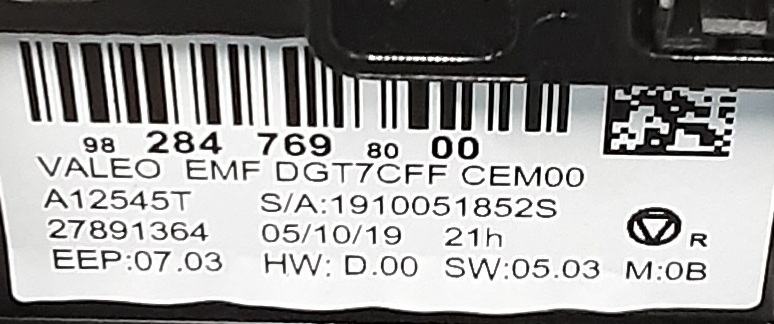 98 284 769 80 00
VALEO EMF DGT7CFF CEM00
A12545T S/A:1910051852S
27891364 05/10/19 21h
R
EEP:07.03 HW: D.00 SW:05.03 M:0B